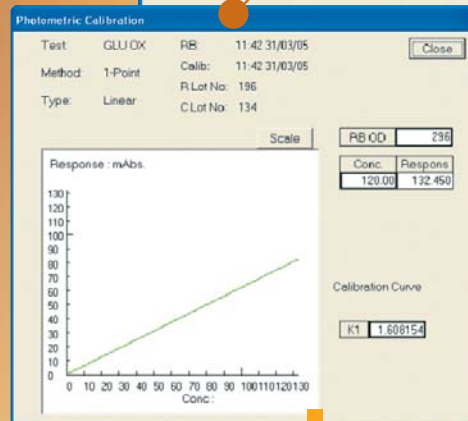 Photometric Calibration
Test: GLU OX RB: 11:42 31/03/05
Close
Method: 1-Point Calib: 11:42 31/03/05
R Lot No: 196
Type: Linear C Lot No: 134
Scale
RB OD 296
Conc. Respons
120.00 132.450
Response : mAbs.
130
120
110
100
90
80
70
60
50
40
30
20
10
0
0 10 20 30 40 50 60 70 80 90 100 110 120 130
Conc :
Calibration Curve
K1 1.608154